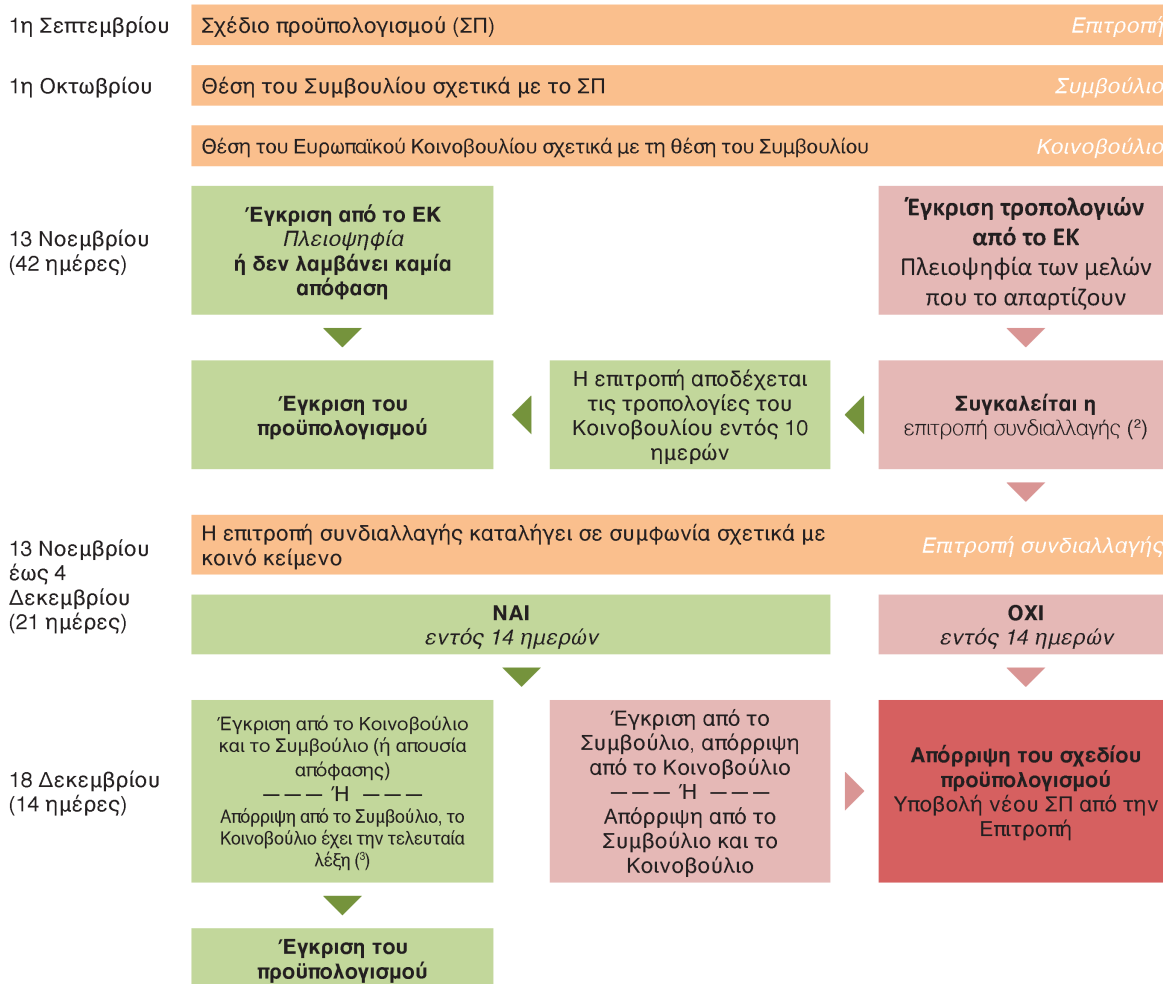 1η Σεπτεμβρίου
Σχέδιο προϋπολογισμού (ΣΠ)
Επιτροπή
1η Οκτωβρίου
Θέση του Συμβουλίου σχετικά με το ΣΠ
Συμβούλιο
Θέση του Ευρωπαϊκού Κοινοβουλίου σχετικά με τη θέση του Συμβουλίου
Κοινοβούλιο
13 Νοεμβρίου
(42 ημέρες)
Έγκριση από το ΕΚ
Πλειοψηφία
ή δεν λαμβάνει καμία
απόφαση
Έγκριση τροπολογιών
από το ΕΚ
Πλειοψηφία των μελών
που το απαρτίζουν
Έγκριση του
προϋπολογισμού
Η επιτροπή αποδέχεται
τις τροπολογίες του
Κοινοβουλίου εντός 10
ημερών
Συγκαλείται η
επιτροπή συνδιαλλαγής (²)
13 Νοεμβρίου
έως 4
Δεκεμβρίου
(21 ημέρες)
Η επιτροπή συνδιαλλαγής καταλήγει σε συμφωνία σχετικά με
κοινό κείμενο
Επιτροπή συνδιαλλαγής
ΝΑΙ
εντός 14 ημερών
ΟΧΙ
εντός 14 ημερών
18 Δεκεμβρίου
(14 ημέρες)
Έγκριση από το Κοινοβούλιο
και το Συμβούλιο (ή απουσία
απόφασης)
— — — Ή — — —
Απόρριψη από το Συμβούλιο, το
Κοινοβούλιο έχει την τελευταία
λέξη (³)
Έγκριση από το
Συμβούλιο, απόρριψη
από το Κοινοβούλιο
— — — Ή — — —
Απόρριψη από το
Συμβούλιο και το
Κοινοβούλιο
Απόρριψη του σχεδίου
προϋπολογισμού
Υποβολή νέου ΣΠ από την
Επιτροπή
Έγκριση του
προϋπολογισμού